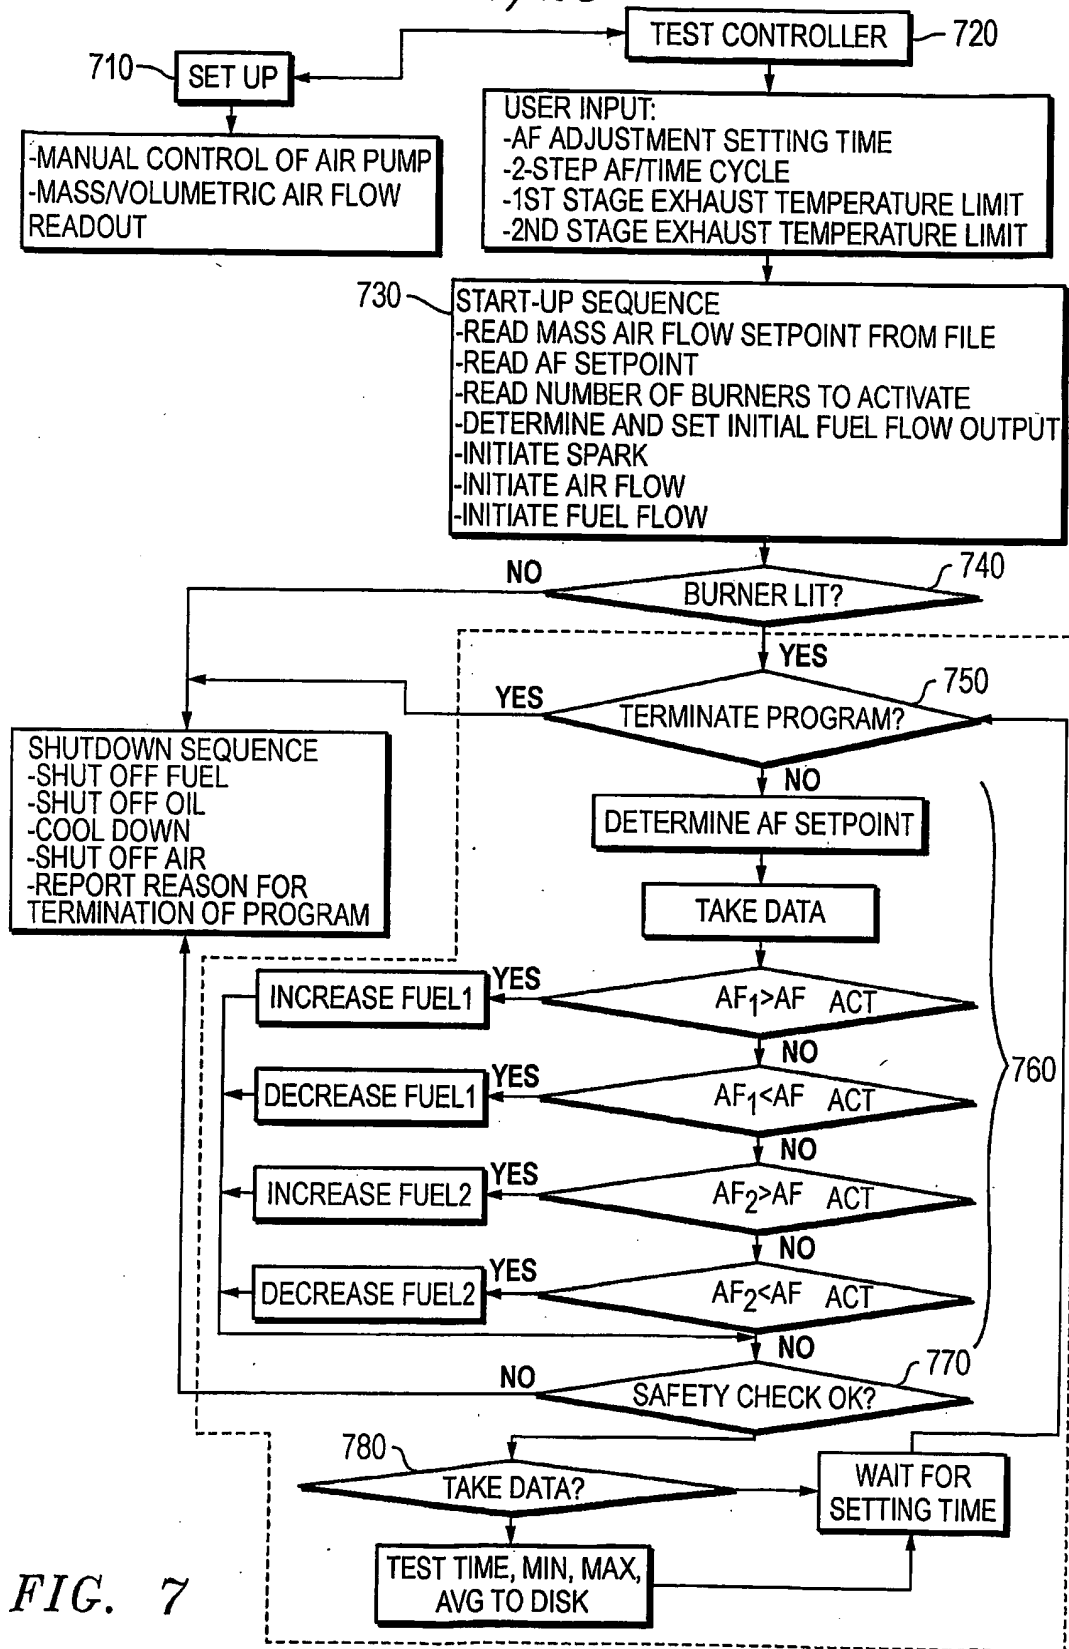 TEST CONTROLLER
720
710
SET UP
-MANUAL CONTROL OF AIR PUMP
-MASS/VOLUMETRIC AIR FLOW
READOUT
USER INPUT:
-AF ADJUSTMENT SETTING TIME
-2-STEP AF/TIME CYCLE
-1ST STAGE EXHAUST TEMPERATURE LIMIT
-2ND STAGE EXHAUST TEMPERATURE LIMIT
730
START-UP SEQUENCE
-READ MASS AIR FLOW SETPOINT FROM FILE
-READ AF SETPOINT
-READ NUMBER OF BURNERS TO ACTIVATE
-DETERMINE AND SET INITIAL FUEL FLOW OUTPUT
-INITIATE SPARK
-INITIATE AIR FLOW
-INITIATE FUEL FLOW
NO
740
BURNER LIT?
YES
YES
750
TERMINATE PROGRAM?
NO
SHUTDOWN SEQUENCE
-SHUT OFF FUEL
-SHUT OFF OIL
-COOL DOWN
-SHUT OFF AIR
-REPORT REASON FOR
TERMINATION OF PROGRAM
DETERMINE AF SETPOINT
TAKE DATA
INCREASE FUEL1
YES
AF1>AF ACT
NO
760
DECREASE FUEL1
YES
AF1<AF ACT
NO
INCREASE FUEL2
YES
AF2>AF ACT
NO
DECREASE FUEL2
YES
AF2<AF ACT
NO
NO
770
SAFETY CHECK OK?
780
TAKE DATA?
WAIT FOR
SETTING TIME
TEST TIME, MIN, MAX,
AVG TO DISK
FIG. 7